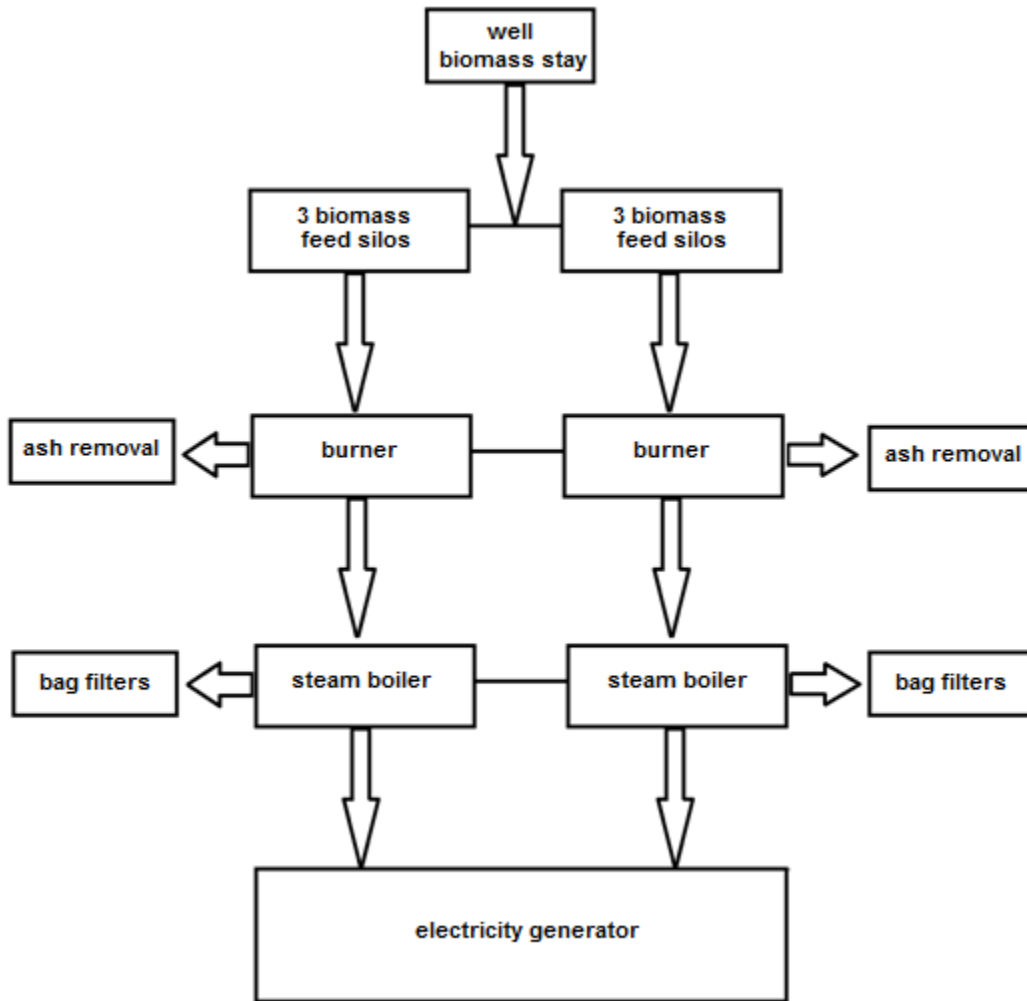 well
biomass stay
3 biomass
feed silos
3 biomass
feed silos
ash removal
burner
burner
ash removal
bag filters
steam boiler
steam boiler
bag filters
electricity generator